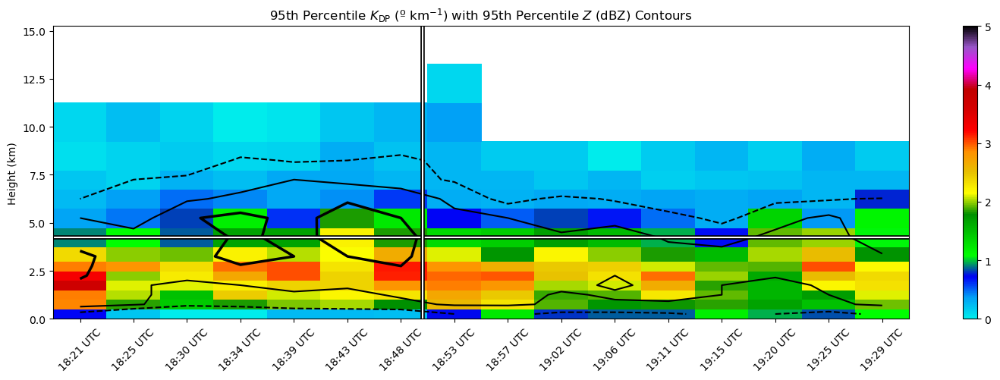 95th Percentile K_DP (º km⁻¹) with 95th Percentile Z (dBZ) Contours
Height (km)
15.0
12.5
10.0
7.5
5.0
2.5
0.0
18:21 UTC
18:25 UTC
18:30 UTC
18:34 UTC
18:39 UTC
18:43 UTC
18:48 UTC
18:53 UTC
18:57 UTC
19:02 UTC
19:06 UTC
19:11 UTC
19:15 UTC
19:20 UTC
19:25 UTC
19:29 UTC
5
4
3
2
1
0